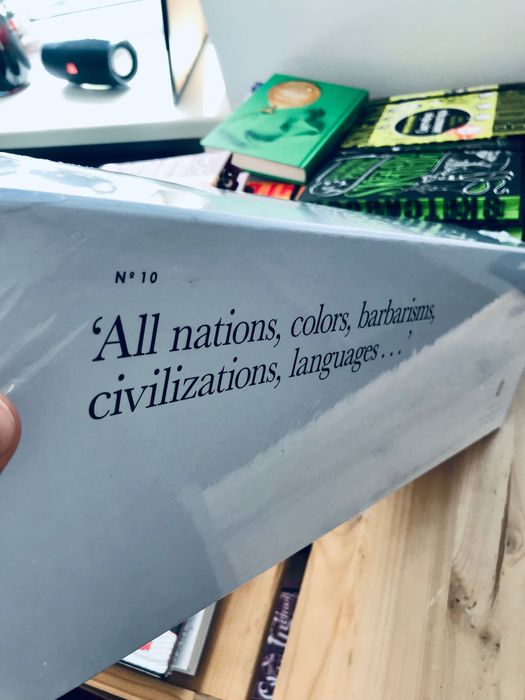 Nº 10
‘All nations, colors, barbarisms,
civilizations, languages . . . ’